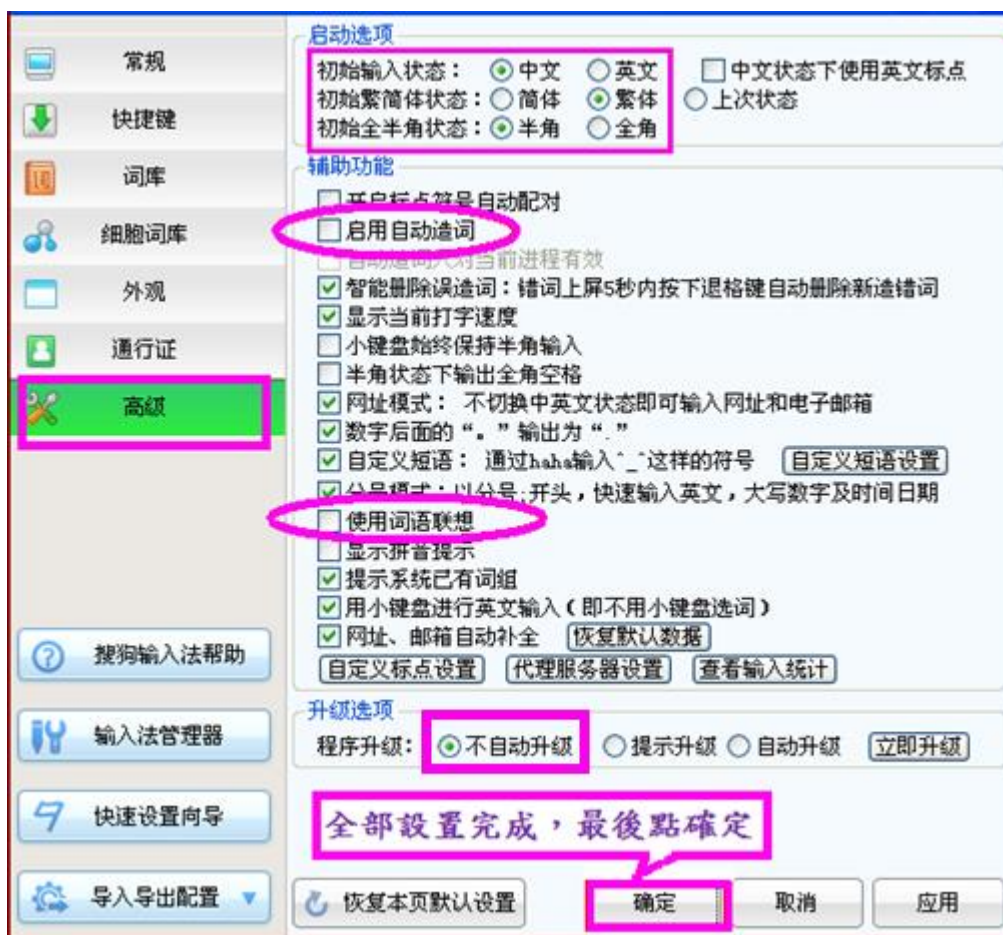 常规
快捷键
词库
细胞词库
外观
通行证
高级
搜狗输入法帮助
输入法管理器
快速设置向导
导入导出配置
启动选项
初始输入状态： 中文 英文 中文状态下使用英文标点
初始繁简体状态： 简体 繁体 上次状态
初始全半角状态： 半角 全角
辅助功能
开启标点符号自动配对
启用自动造词
自动造词只对当前进程有效
智能删除误造词：错词上屏5秒内按下退格键自动删除新造错词
显示当前打字速度
小键盘始终保持半角输入
半角状态下输出全角空格
网址模式： 不切换中英文状态即可输入网址和电子邮箱
数字后面的“。”输出为“.”
自定义短语： 通过haha输入^_^这样的符号 自定义短语设置
分号模式：以分号;开头，快速输入英文，大写数字及时间日期
使用词语联想
显示拼音提示
提示系统已有词组
用小键盘进行英文输入（即不用小键盘选词）
网址、邮箱自动补全 恢复默认数据
自定义标点设置 代理服务器设置 查看输入统计
升级选项
程序升级： 不自动升级 提示升级 自动升级 立即升级
全部設置完成，最後點確定
恢复本页默认设置 确定 取消 应用